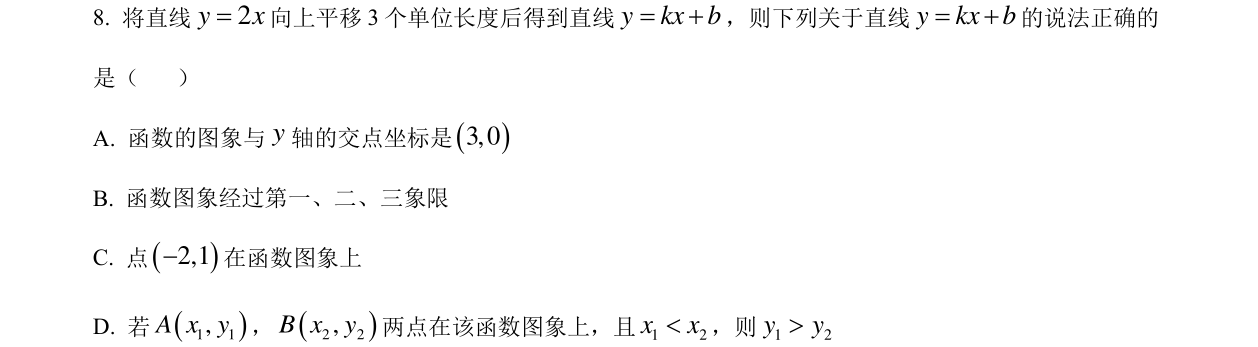 8. 将直线 y = 2x 向上平移 3 个单位长度后得到直线 y = kx + b，则下列关于直线 y = kx + b 的说法正确的
是（　　）
A. 函数的图象与 y 轴的交点坐标是 (3,0)
B. 函数图象经过第一、二、三象限
C. 点 (−2,1) 在函数图象上
D. 若 A(x₁, y₁)，B(x₂, y₂) 两点在该函数图象上，且 x₁ < x₂，则 y₁ > y₂